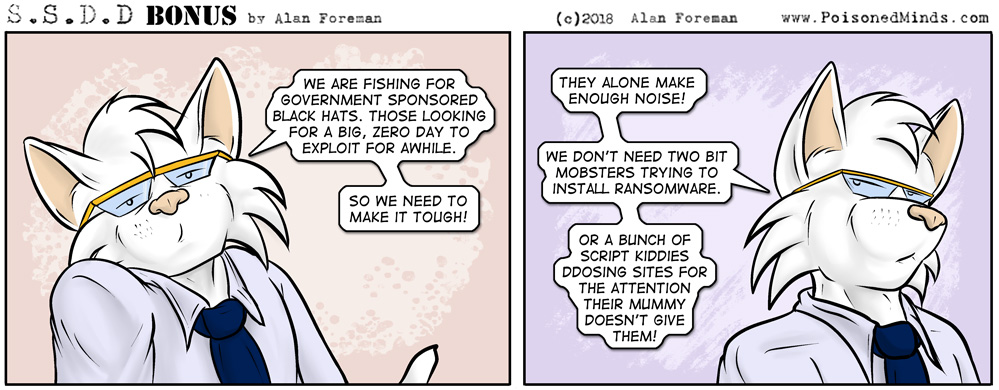 S.S.D.D BONUS by Alan Foreman
(c)2018 Alan Foreman
www.PoisonedMinds.com
WE ARE FISHING FOR
GOVERNMENT SPONSORED
BLACK HATS. THOSE LOOKING
FOR A BIG, ZERO DAY TO
EXPLOIT FOR AWHILE.
SO WE NEED TO
MAKE IT TOUGH!
THEY ALONE MAKE
ENOUGH NOISE!
WE DON'T NEED TWO BIT
MOBSTERS TRYING TO
INSTALL RANSOMWARE.
OR A BUNCH OF
SCRIPT KIDDIES
DDOSING SITES FOR
THE ATTENTION
THEIR MUMMY
DOESN'T GIVE
THEM!